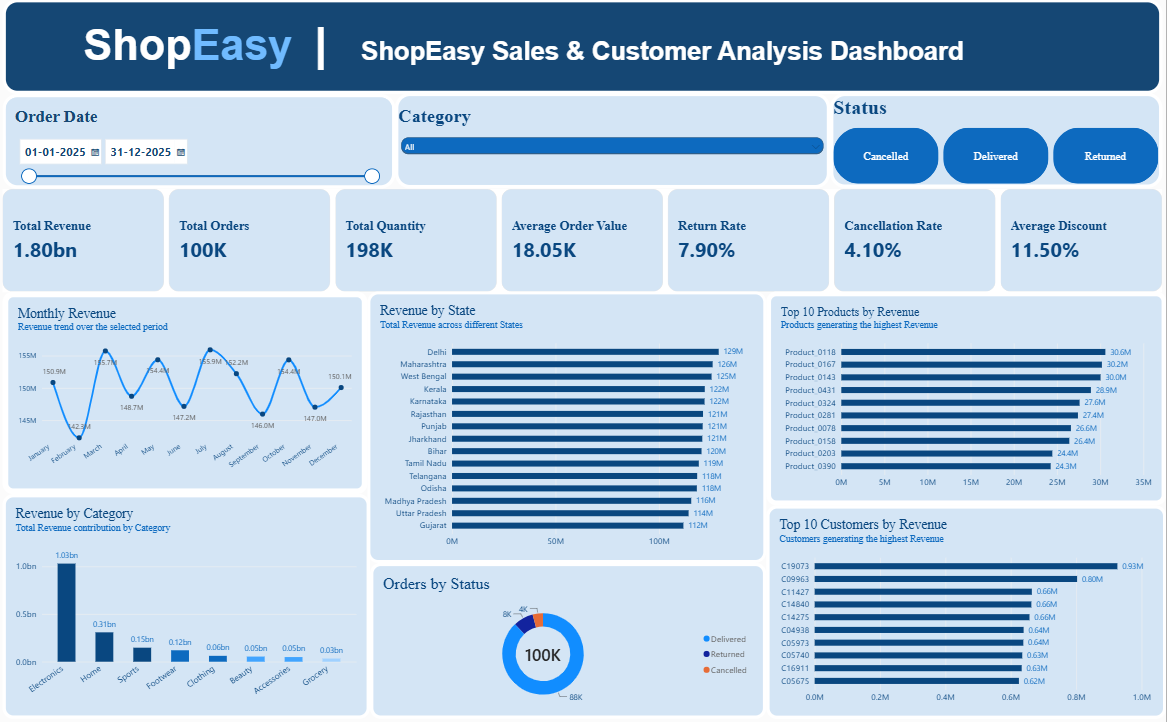 ShopEasy | ShopEasy Sales & Customer Analysis Dashboard
Order Date
01-01-2025 31-12-2025
Category
All
Status
Cancelled Delivered Returned
Total Revenue
1.80bn
Total Orders
100K
Total Quantity
198K
Average Order Value
18.05K
Return Rate
7.90%
Cancellation Rate
4.10%
Average Discount
11.50%
Monthly Revenue
Revenue trend over the selected period
155M
150M
145M
150.9M
142.3M
155.7M
148.7M
154.4M
147.2M
155.9M
152.2M
146.0M
154.4M
147.0M
150.1M
January
February
March
April
May
June
July
August
September
October
November
December
Revenue by State
Total Revenue across different States
Delhi 129M
Maharashtra 126M
West Bengal 125M
Kerala 122M
Karnataka 122M
Rajasthan 121M
Punjab 121M
Jharkhand 121M
Bihar 120M
Tamil Nadu 119M
Telangana 118M
Odisha 118M
Madhya Pradesh 116M
Uttar Pradesh 114M
Gujarat 112M
0M 50M 100M
Top 10 Products by Revenue
Products generating the highest Revenue
Product_0118 30.6M
Product_0167 30.2M
Product_0143 30.0M
Product_0431 28.9M
Product_0324 27.6M
Product_0281 27.4M
Product_0078 26.6M
Product_0158 26.4M
Product_0203 24.4M
Product_0390 24.3M
0M 5M 10M 15M 20M 25M 30M 35M
Revenue by Category
Total Revenue contribution by Category
1.0bn
0.5bn
0.0bn
1.03bn
0.31bn
0.15bn
0.12bn
0.06bn
0.05bn
0.05bn
0.03bn
Electronics
Home
Sports
Footwear
Clothing
Beauty
Accessories
Grocery
Orders by Status
8K
4K
100K
88K
Delivered
Returned
Cancelled
Top 10 Customers by Revenue
Customers generating the highest Revenue
C19073 0.93M
C09963 0.80M
C11427 0.66M
C14840 0.66M
C14275 0.66M
C04938 0.64M
C05973 0.64M
C05740 0.63M
C16911 0.63M
C05675 0.62M
0.0M 0.2M 0.4M 0.6M 0.8M 1.0M